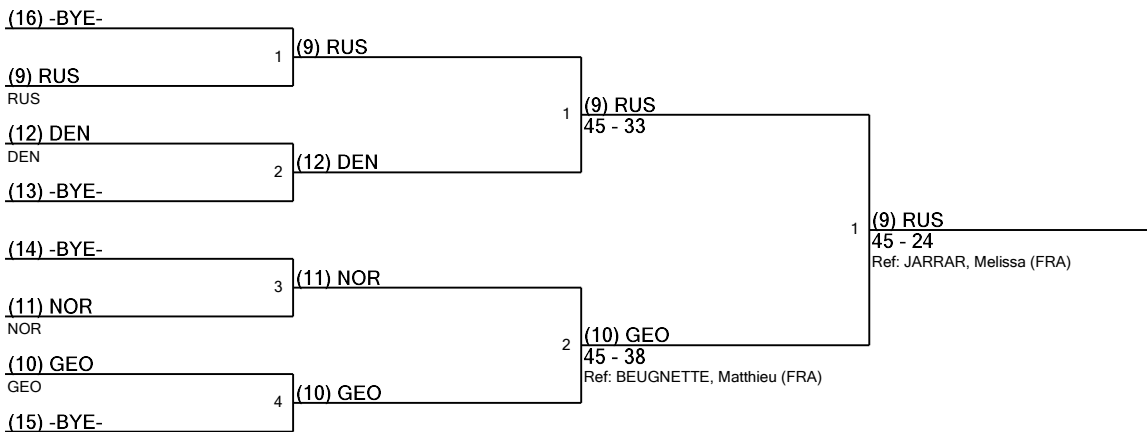 (16) -BYE-
1
(9) RUS
(9) RUS
RUS
1
(9) RUS
45 - 33
(12) DEN
DEN
2
(12) DEN
(13) -BYE-
1
(9) RUS
45 - 24
Ref: JARRAR, Melissa (FRA)
(14) -BYE-
3
(11) NOR
(11) NOR
NOR
2
(10) GEO
45 - 38
Ref: BEUGNETTE, Matthieu (FRA)
(10) GEO
GEO
4
(10) GEO
(15) -BYE-